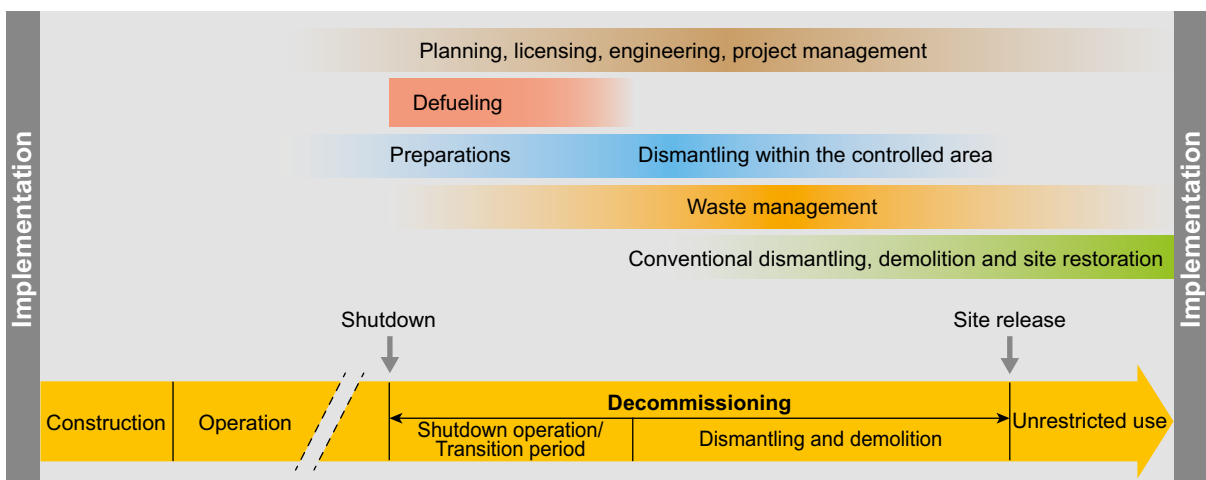 Implementation
Planning, licensing, engineering, project management
Defueling
Preparations
Dismantling within the controlled area
Waste management
Conventional dismantling, demolition and site restoration
Shutdown
Site release
Construction
Operation
Decommissioning
Shutdown operation/
Transition period
Dismantling and demolition
Unrestricted use
Implementation